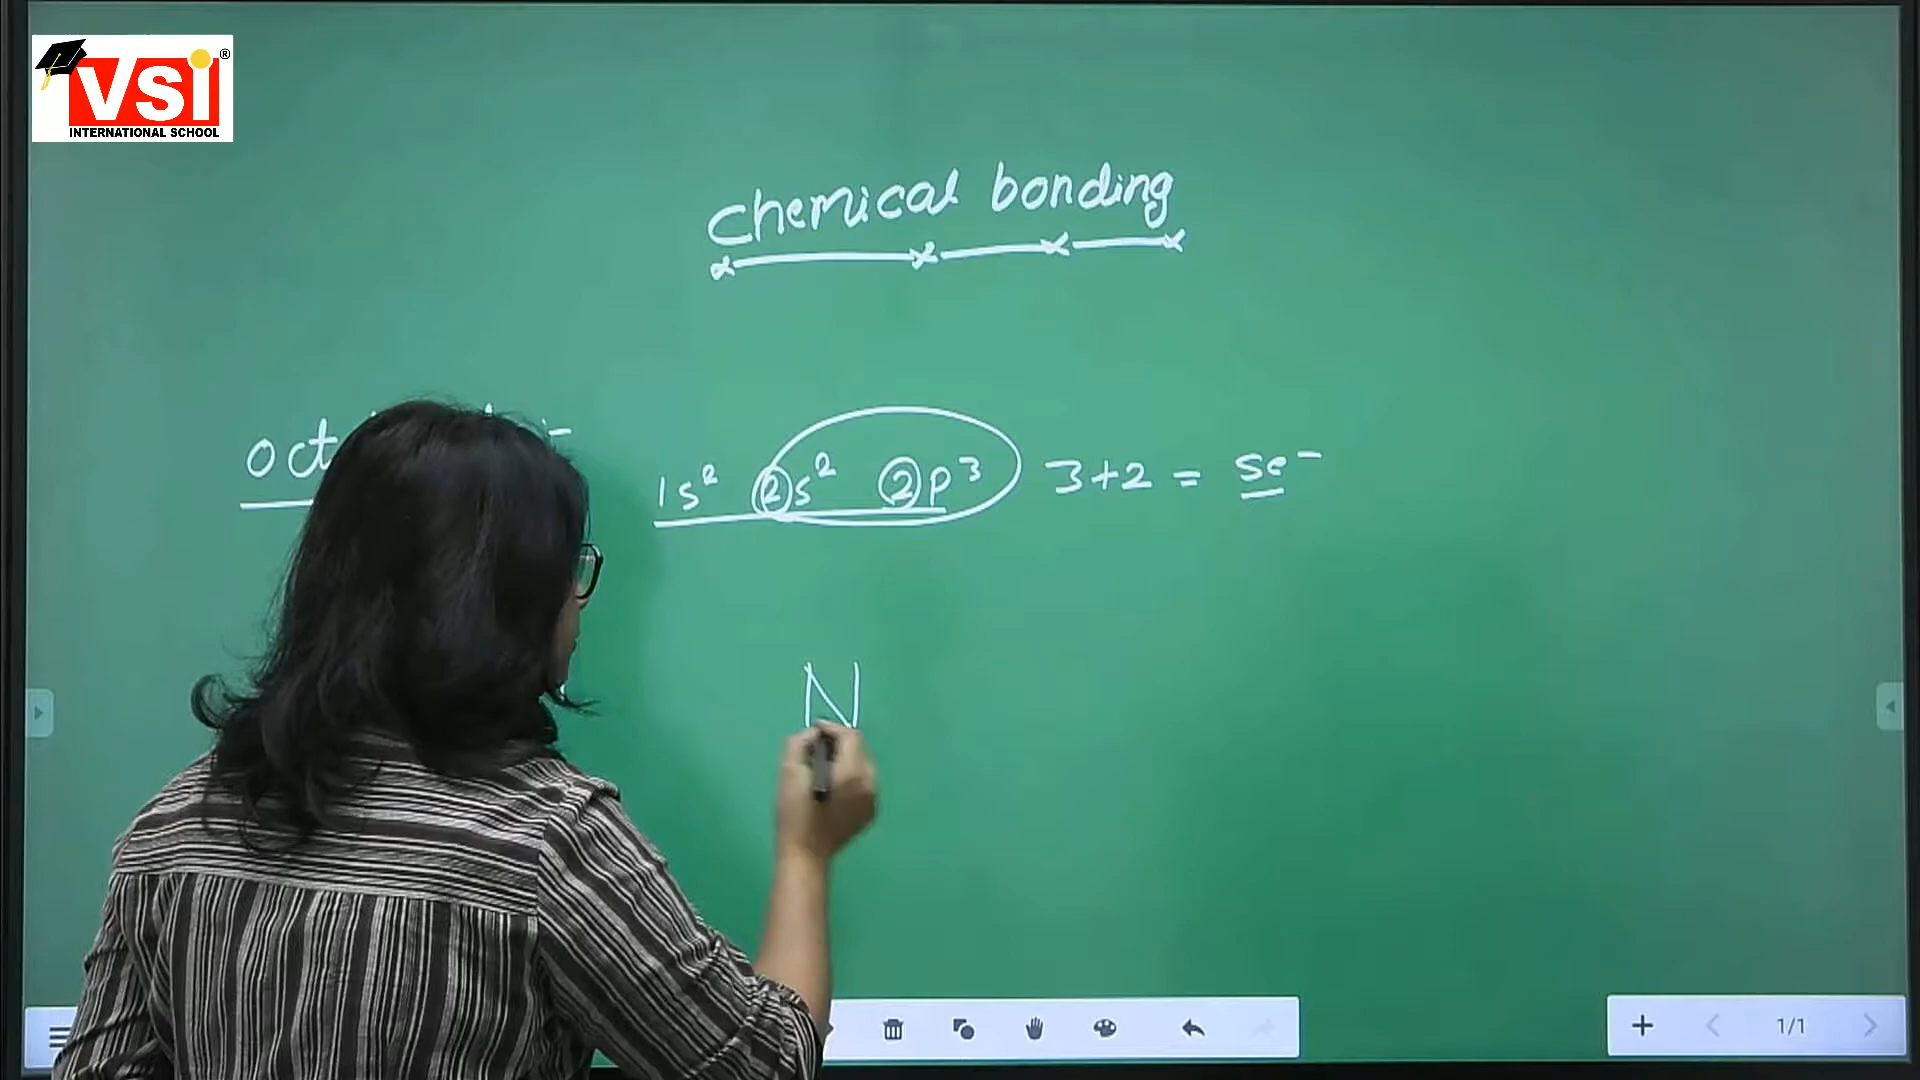 VSI ®
INTERNATIONAL SCHOOL
chemical bonding
oct
1s² 2s² 2p³ 3+2 = 5e⁻
N
1/1